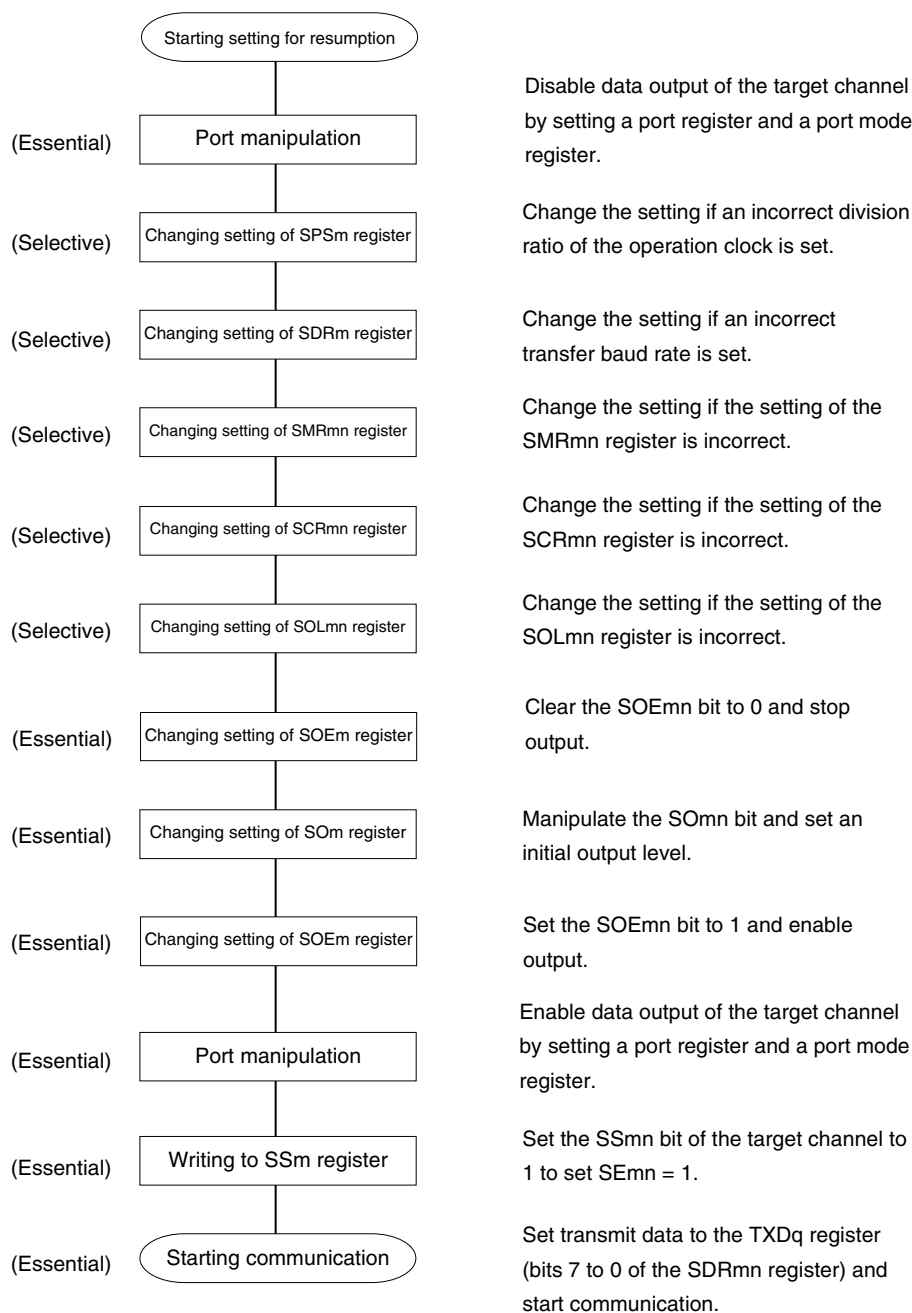 Starting setting for resumption
(Essential)
Port manipulation
Disable data output of the target channel
by setting a port register and a port mode
register.
(Selective)
Changing setting of SPSm register
Change the setting if an incorrect division
ratio of the operation clock is set.
(Selective)
Changing setting of SDRm register
Change the setting if an incorrect
transfer baud rate is set.
(Selective)
Changing setting of SMRmn register
Change the setting if the setting of the
SMRmn register is incorrect.
(Selective)
Changing setting of SCRmn register
Change the setting if the setting of the
SCRmn register is incorrect.
(Selective)
Changing setting of SOLmn register
Change the setting if the setting of the
SOLmn register is incorrect.
(Essential)
Changing setting of SOEm register
Clear the SOEmn bit to 0 and stop
output.
(Essential)
Changing setting of SOm register
Manipulate the SOmn bit and set an
initial output level.
(Essential)
Changing setting of SOEm register
Set the SOEmn bit to 1 and enable
output.
(Essential)
Port manipulation
Enable data output of the target channel
by setting a port register and a port mode
register.
(Essential)
Writing to SSm register
Set the SSmn bit of the target channel to
1 to set SEmn = 1.
(Essential)
Starting communication
Set transmit data to the TXDq register
(bits 7 to 0 of the SDRmn register) and
start communication.